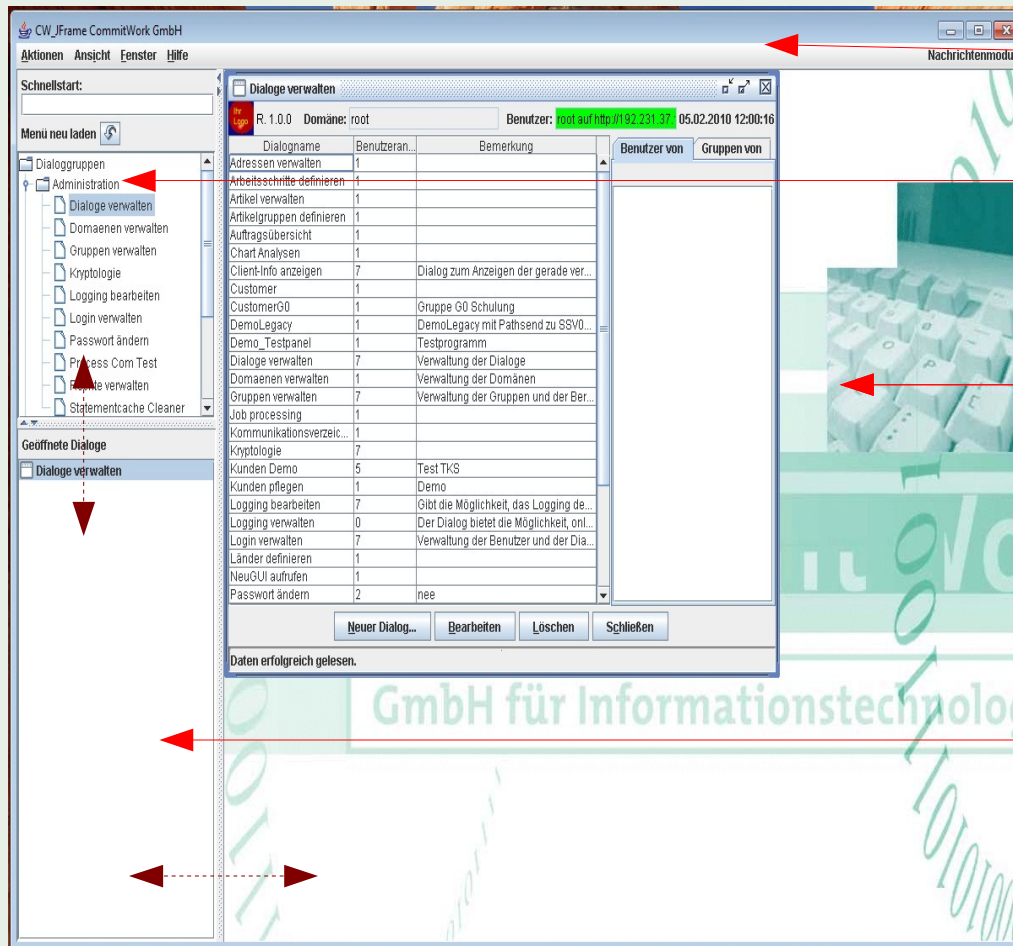 CW_JFrame CommitWork GmbH
Aktionen Ansicht Fenster Hilfe
Schnellstart:
Menü neu laden
Dialoggruppen
Administration
Dialoge verwalten
Domaenen verwalten
Gruppen verwalten
Kryptologie
Logging bearbeiten
Login verwalten
Passwort ändern
Process Com Test
verwalten
Statementcache Cleaner
Geöffnete Dialoge
Dialoge verwalten
Dialoge verwalten
Ihr
Logo
R. 1.0.0 Domäne: root Benutzer: root auf http://192.231.37. 05.02.2010 12:00:16
Dialogname Benutzeran... Bemerkung
Adressen verwalten 1
Arbeitsschritte definieren 1
Artikel verwalten 1
Artikelgruppen definieren 1
Auftragsübersicht 1
Chart Analysen 1
Client-Info anzeigen 7 Dialog zum Anzeigen der gerade ver...
Customer 1
CustomerG0 1 Gruppe G0 Schulung
DemoLegacy 1 DemoLegacy mit Pathsend zu SSV0...
Demo_Testpanel 1 Testprogramm
Dialoge verwalten 7 Verwaltung der Dialoge
Domaenen verwalten 1 Verwaltung der Domänen
Gruppen verwalten 7 Verwaltung der Gruppen und der Ber...
Job processing 1
Kommunikationsverzeic... 1
Kryptologie 7
Kunden Demo 5 Test TKS
Kunden pflegen 1 Demo
Logging bearbeiten 7 Gibt die Möglichkeit, das Logging de...
Logging verwalten 0 Der Dialog bietet die Möglichkeit, onl...
Login verwalten 7 Verwaltung der Benutzer und der Dia...
Länder definieren 1
NeuGUI aufrufen 1
Passwort ändern 2 nee
Benutzer von Gruppen von
Neuer Dialog... Bearbeiten Löschen Schließen
Daten erfolgreich gelesen.
Nachrichtenmodu
GmbH für Informationstechnolo